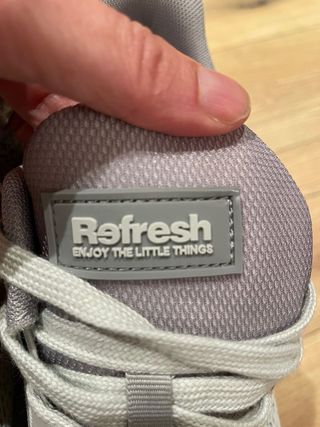 Refresh
ENJOY THE LITTLE THINGS